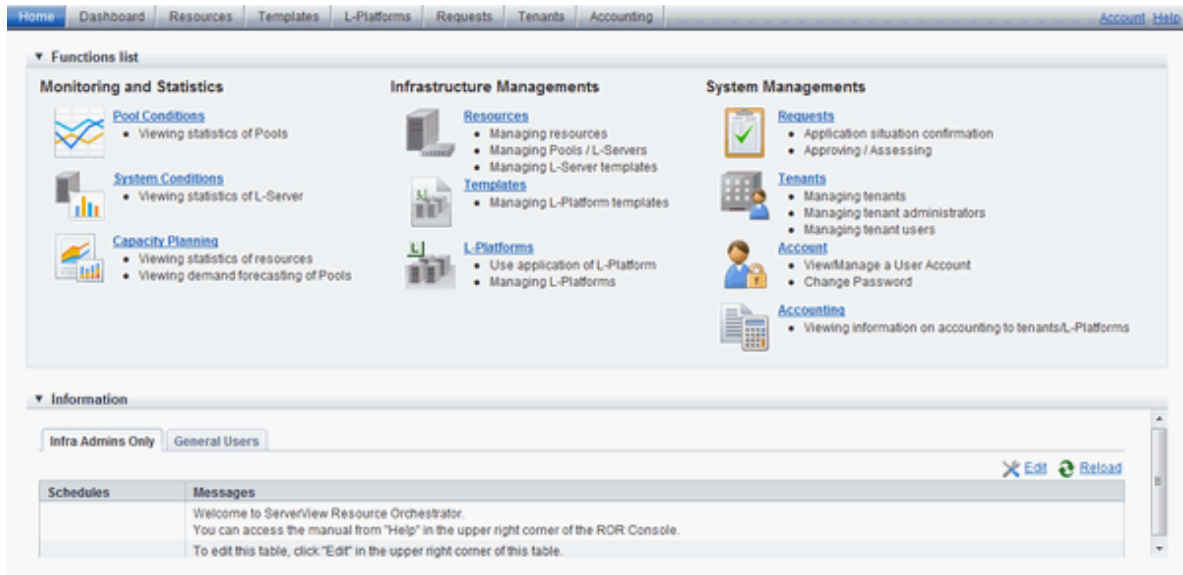 Home Dashboard Resources Templates L-Platforms Requests Tenants Accounting Account Help
Functions list
Monitoring and Statistics
Pool Conditions
Viewing statistics of Pools
System Conditions
Viewing statistics of L-Server
Capacity Planning
Viewing statistics of resources
Viewing demand forecasting of Pools
Infrastructure Managements
Resources
Managing resources
Managing Pools / L-Servers
Managing L-Server templates
Templates
Managing L-Platform templates
L-Platforms
Use application of L-Platform
Managing L-Platforms
System Managements
Requests
Application situation confirmation
Approving / Assessing
Tenants
Managing tenants
Managing tenant administrators
Managing tenant users
Account
View/Manage a User Account
Change Password
Accounting
Viewing information on accounting to tenants/L-Platforms
Information
Infra Admins Only General Users
Edit Reload
Schedules Messages
Welcome to ServerView Resource Orchestrator.
You can access the manual from "Help" in the upper right corner of the ROR Console.
To edit this table, click "Edit" in the upper right corner of this table.